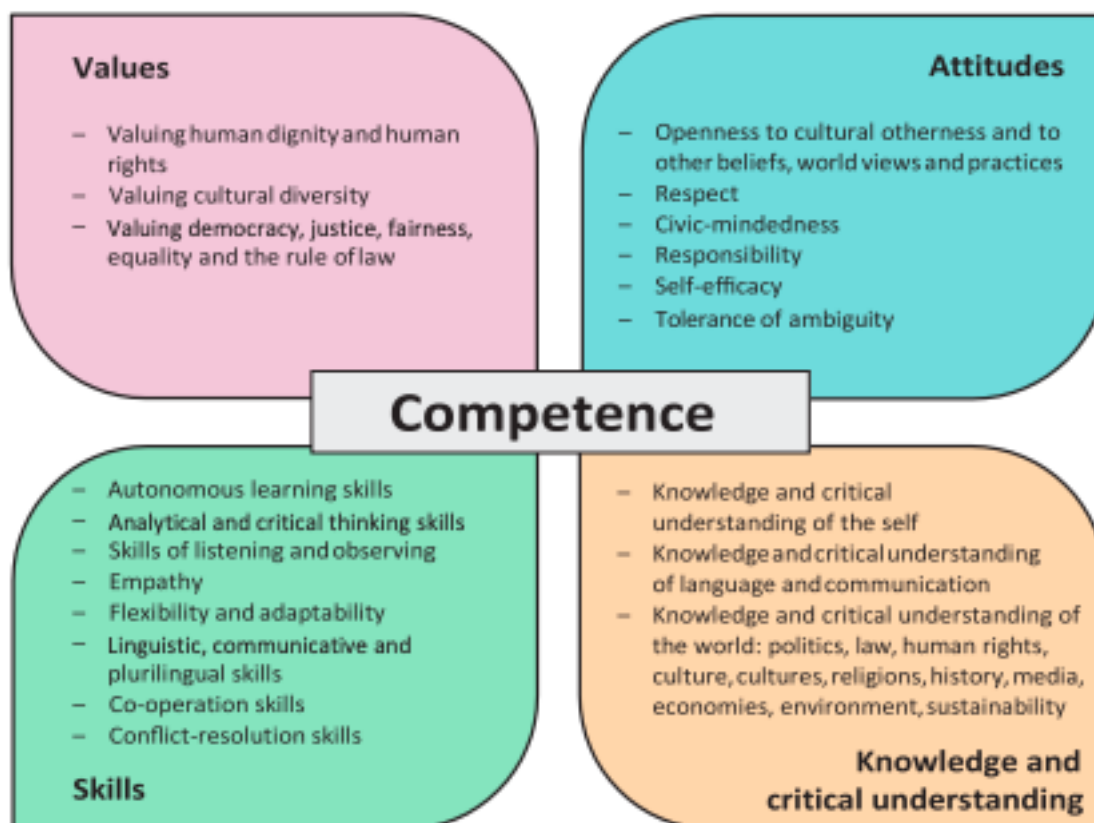 Values
– Valuing human dignity and human
rights
– Valuing cultural diversity
– Valuing democracy, justice, fairness,
equality and the rule of law
Attitudes
– Openness to cultural otherness and to
other beliefs, world views and practices
– Respect
– Civic-mindedness
– Responsibility
– Self-efficacy
– Tolerance of ambiguity
Competence
– Autonomous learning skills
– Analytical and critical thinking skills
– Skills of listening and observing
– Empathy
– Flexibility and adaptability
– Linguistic, communicative and
plurilingual skills
– Co-operation skills
– Conflict-resolution skills
Skills
– Knowledge and critical
understanding of the self
– Knowledge and critical understanding
of language and communication
– Knowledge and critical understanding of
the world: politics, law, human rights,
culture, cultures, religions, history, media,
economies, environment, sustainability
Knowledge and
critical understanding